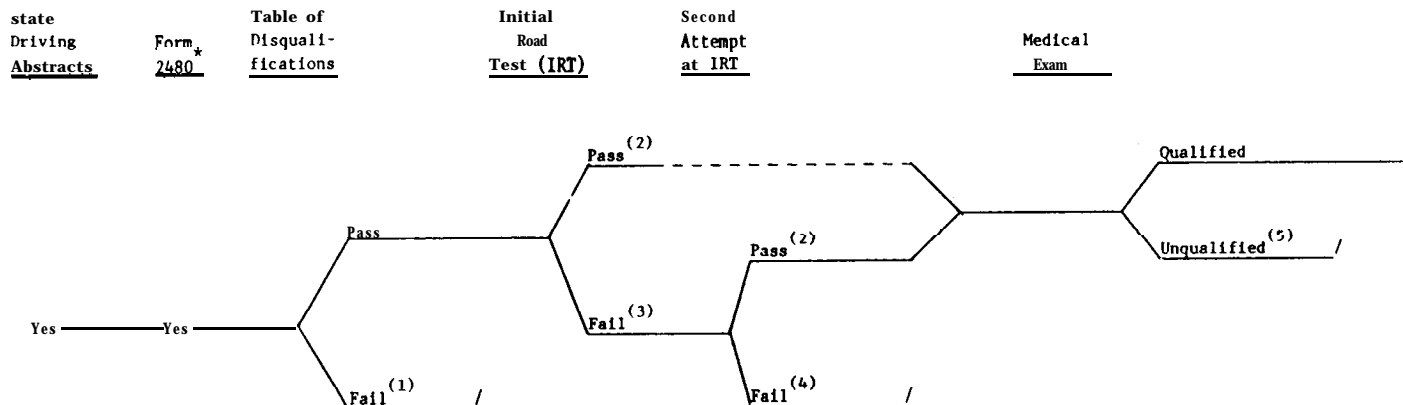 state
Driving
Abstracts
Form*
2480
Table of
Disquali-
fications
Initial
Road
Test (IRT)
Second
Attempt
at IRT
Medical
Exam
Pass(2)
Qualified
Pass
Pass(2)
Unqualified(5) /
Yes Yes
Fail(3)
Fail(1) /
Fail(4) /